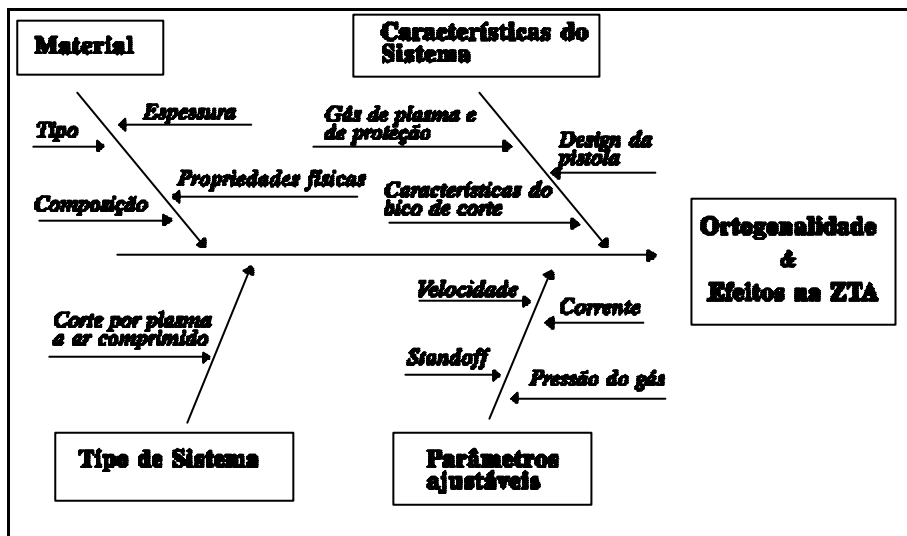 Material
Características do
Sistema
Espessura
Tipo
Propriedades físicas
Composição
Gás de plasma e
de proteção
Design da
pistola
Características do
bico de corte
Ortogonalidade
&
Efeitos na ZTA
Velocidade
Corrente
Corte por plasma
a ar comprimido
Standoff
Pressão do gás
Tipo de Sistema
Parâmetros
ajustáveis